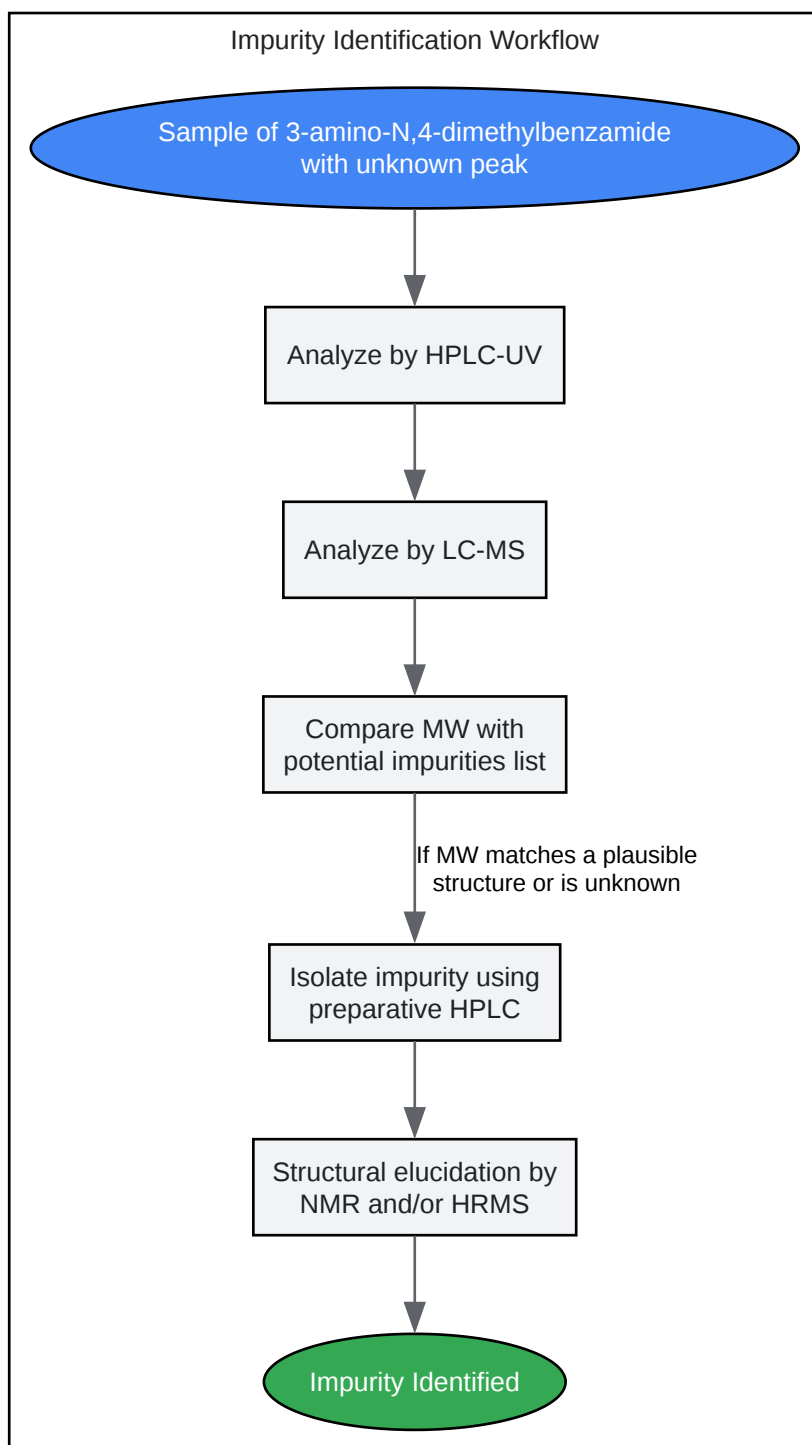 Impurity Identification Workflow
Sample of 3-amino-N,4-dimethylbenzamide
with unknown peak
Analyze by HPLC-UV
Analyze by LC-MS
Compare MW with
potential impurities list
If MW matches a plausible
structure or is unknown
Isolate impurity using
preparative HPLC
Structural elucidation by
NMR and/or HRMS
Impurity Identified